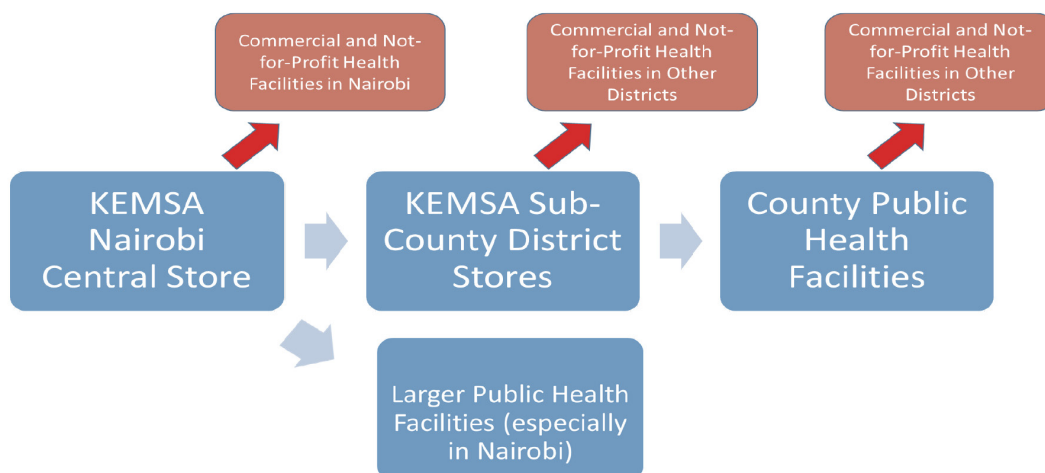 Commercial and Not-
for-Profit Health
Facilities in Nairobi
Commercial and Not-
for-Profit Health
Facilities in Other
Districts
Commercial and Not-
for-Profit Health
Facilities in Other
Districts
KEMSA
Nairobi
Central Store
KEMSA Sub-
County District
Stores
County Public
Health
Facilities
Larger Public Health
Facilities (especially
in Nairobi)